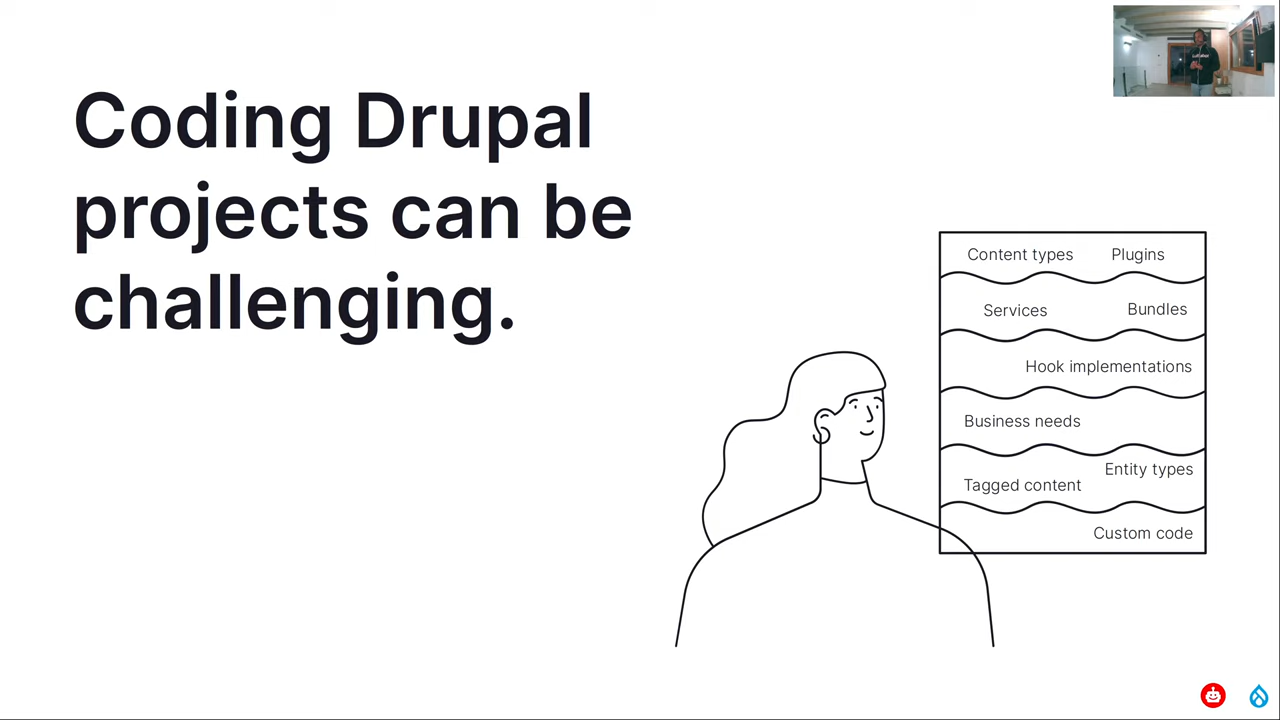 Coding Drupal
projects can be
challenging.
Content types Plugins
Services Bundles
Hook implementations
Business needs
Entity types
Tagged content
Custom code